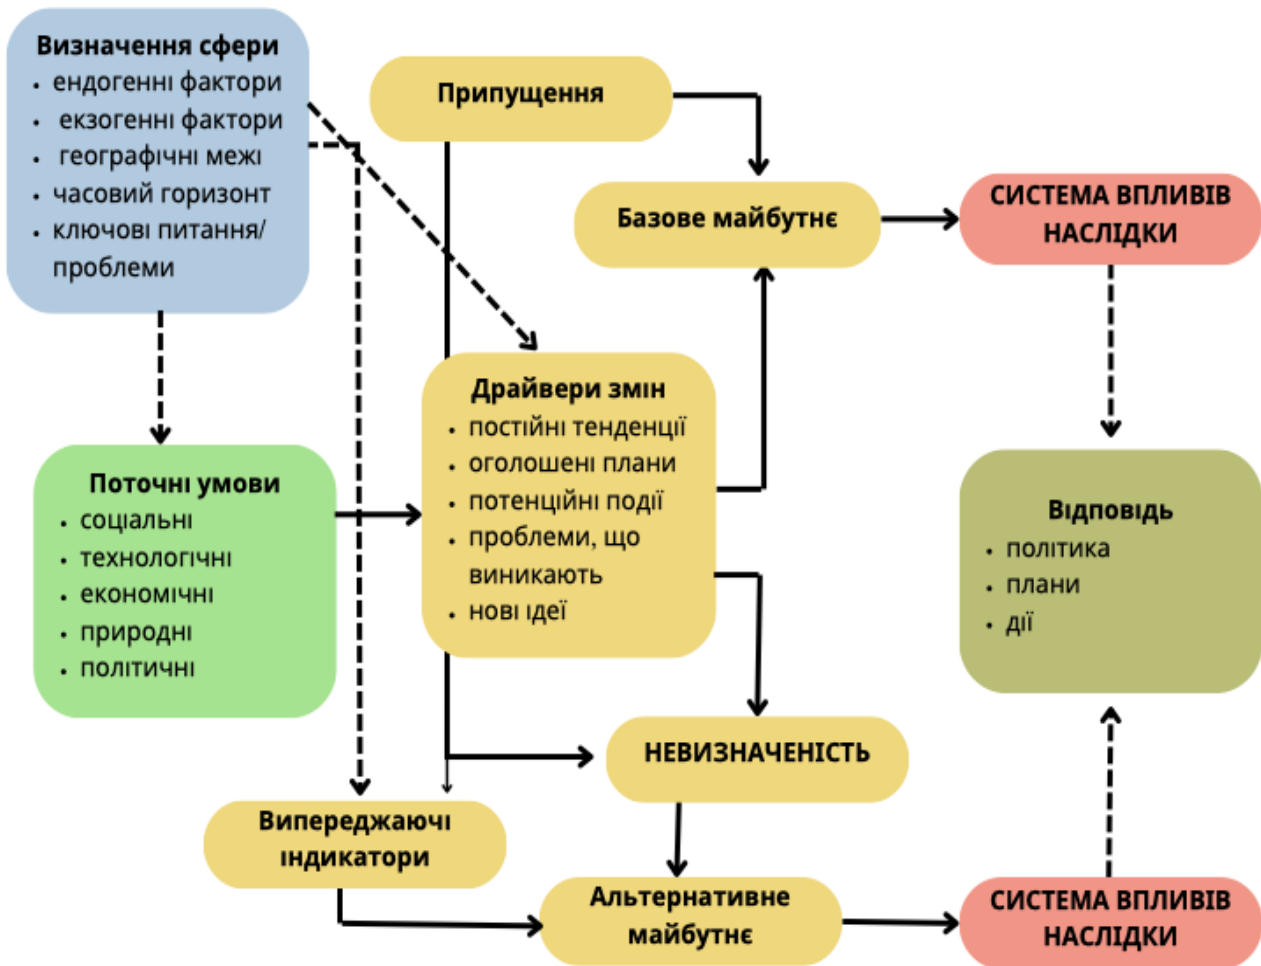 Визначення сфери
• ендогенні фактори
• екзогенні фактори
• географічні межі
• часовий горизонт
• ключові питання/
проблеми
Припущення
Базове майбутнє
СИСТЕМА ВПЛИВІВ
НАСЛІДКИ
Драйвери змін
• постійні тенденції
• оголошені плани
• потенційні події
• проблеми, що
виникають
• нові ідеї
Поточні умови
• соціальні
• технологічні
• економічні
• природні
• політичні
Відповідь
• політика
• плани
• дії
НЕВИЗНАЧЕНІСТЬ
Випереджаючі
індикатори
Альтернативне
майбутнє
СИСТЕМА ВПЛИВІВ
НАСЛІДКИ